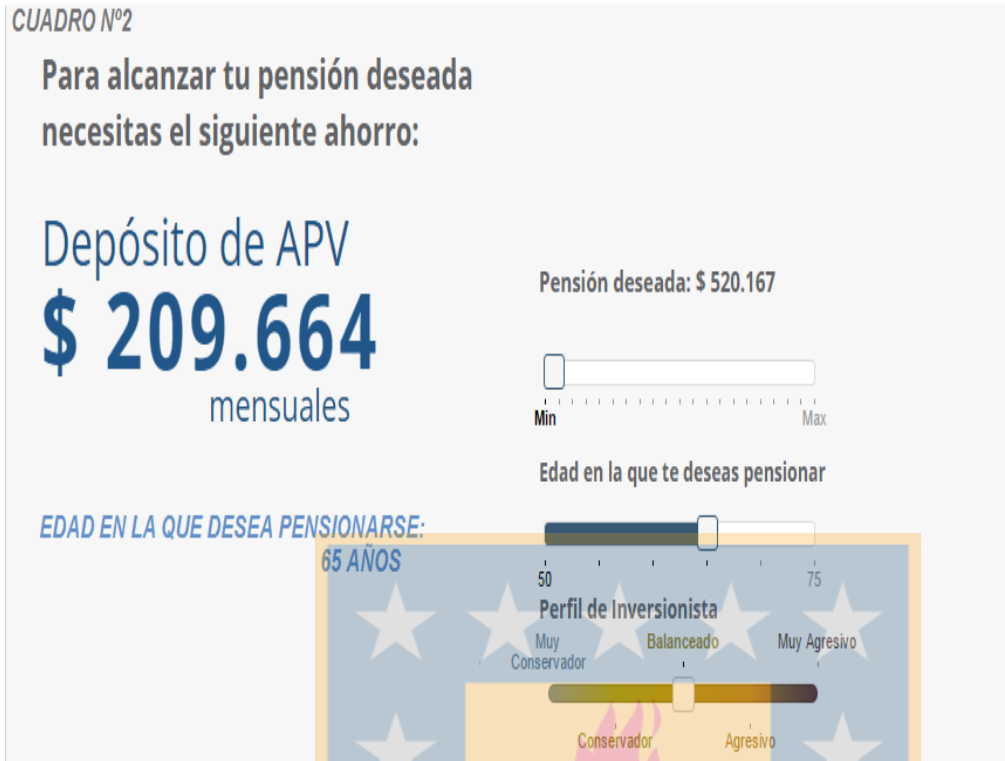 CUADRO Nº2
Para alcanzar tu pensión deseada
necesitas el siguiente ahorro:
Depósito de APV
$ 209.664
mensuales
EDAD EN LA QUE DESEA PENSIONARSE:
65 AÑOS
Pensión deseada: $ 520.167
Min Max
Edad en la que te deseas pensionar
50 75
Perfil de Inversionista
Muy Balanceado Muy Agresivo
Conservador
Conservador Agresivo